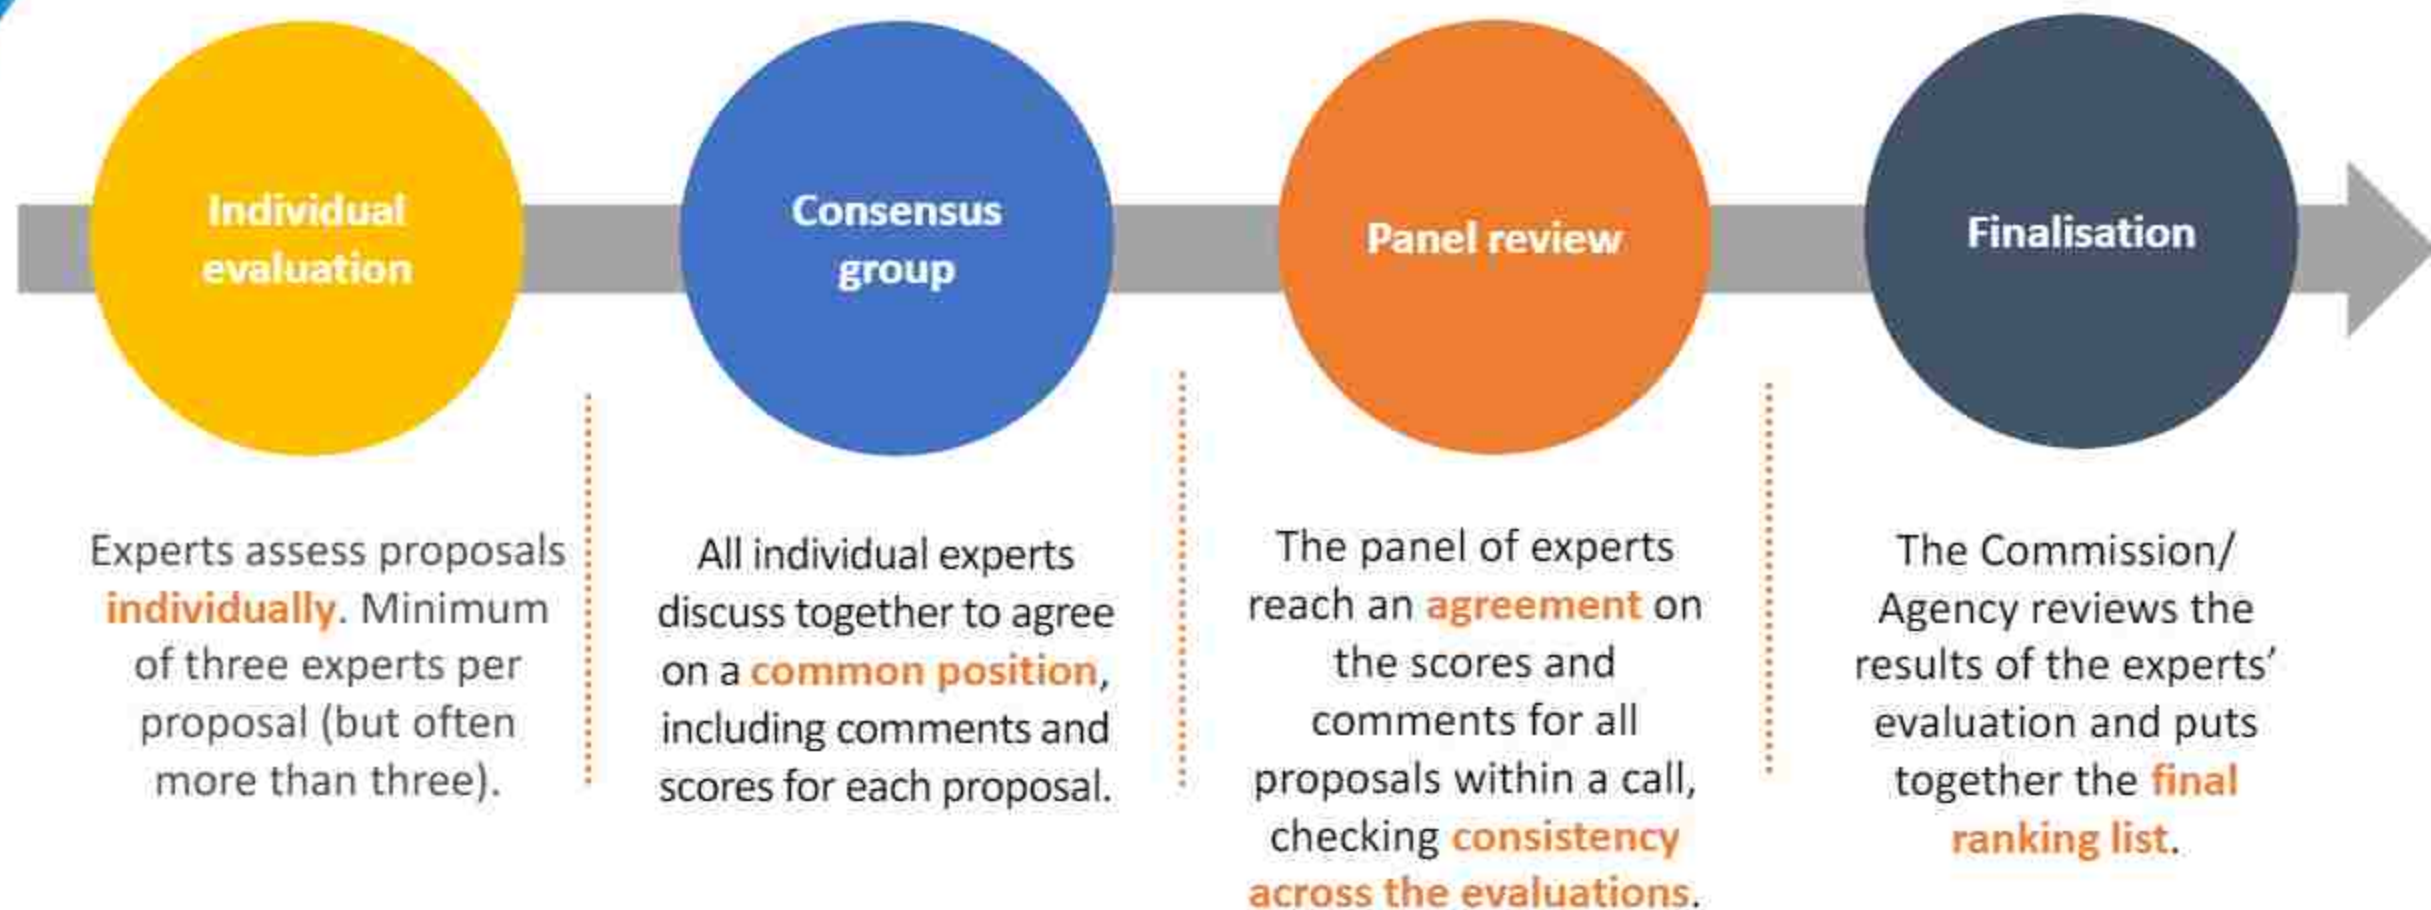 Individual
evaluation
Consensus
group
Panel review
Finalisation
Experts assess proposals
individually. Minimum
of three experts per
proposal (but often
more than three).
All individual experts
discuss together to agree
on a common position,
including comments and
scores for each proposal.
The panel of experts
reach an agreement on
the scores and
comments for all
proposals within a call,
checking consistency
across the evaluations.
The Commission/
Agency reviews the
results of the experts’
evaluation and puts
together the final
ranking list.